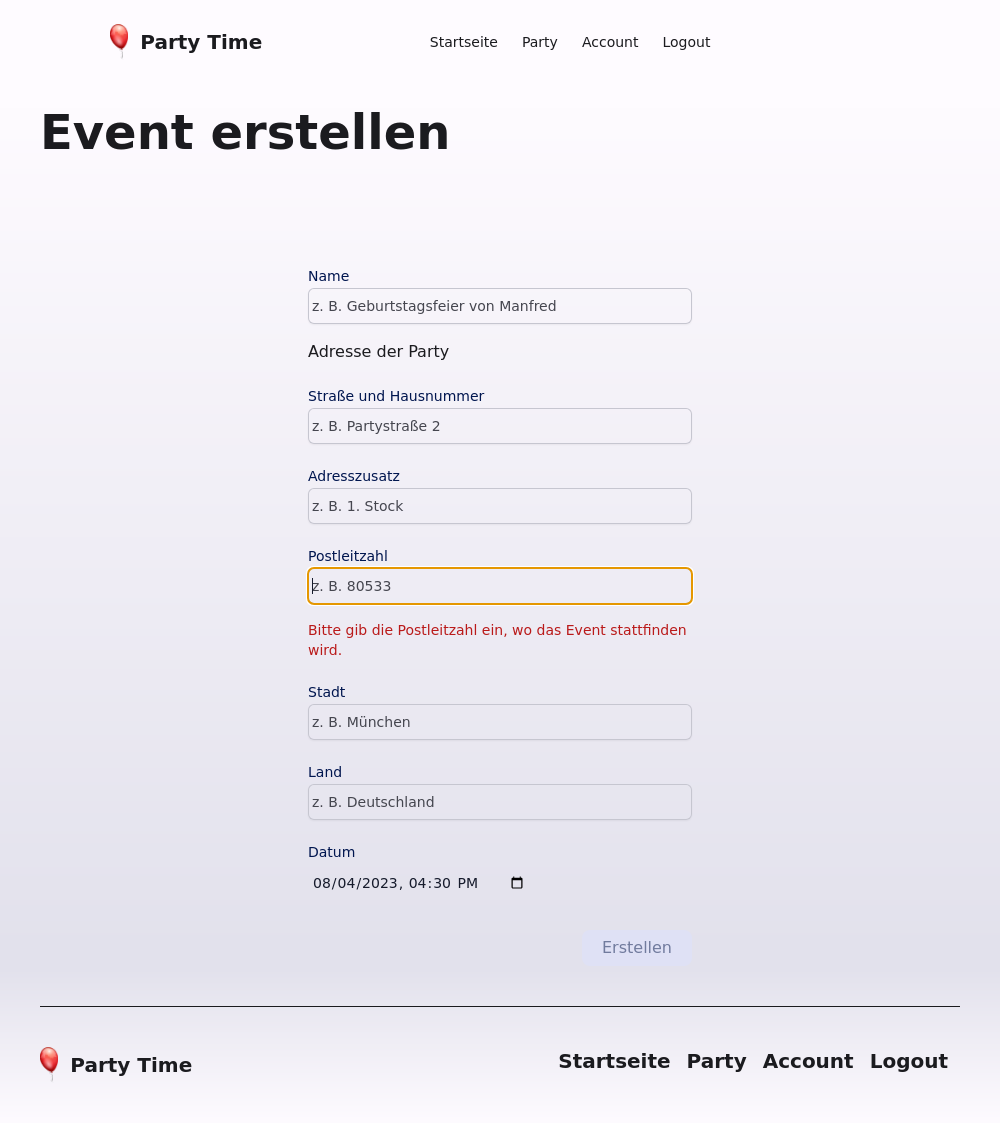 Party Time
Startseite Party Account Logout
Event erstellen
Name
z. B. Geburtstagsfeier von Manfred
Adresse der Party
Straße und Hausnummer
z. B. Partystraße 2
Adresszusatz
z. B. 1. Stock
Postleitzahl
z. B. 80533
Bitte gib die Postleitzahl ein, wo das Event stattfinden
wird.
Stadt
z. B. München
Land
z. B. Deutschland
Datum
08/04/2023, 04:30 PM
Erstellen
Party Time
Startseite Party Account Logout